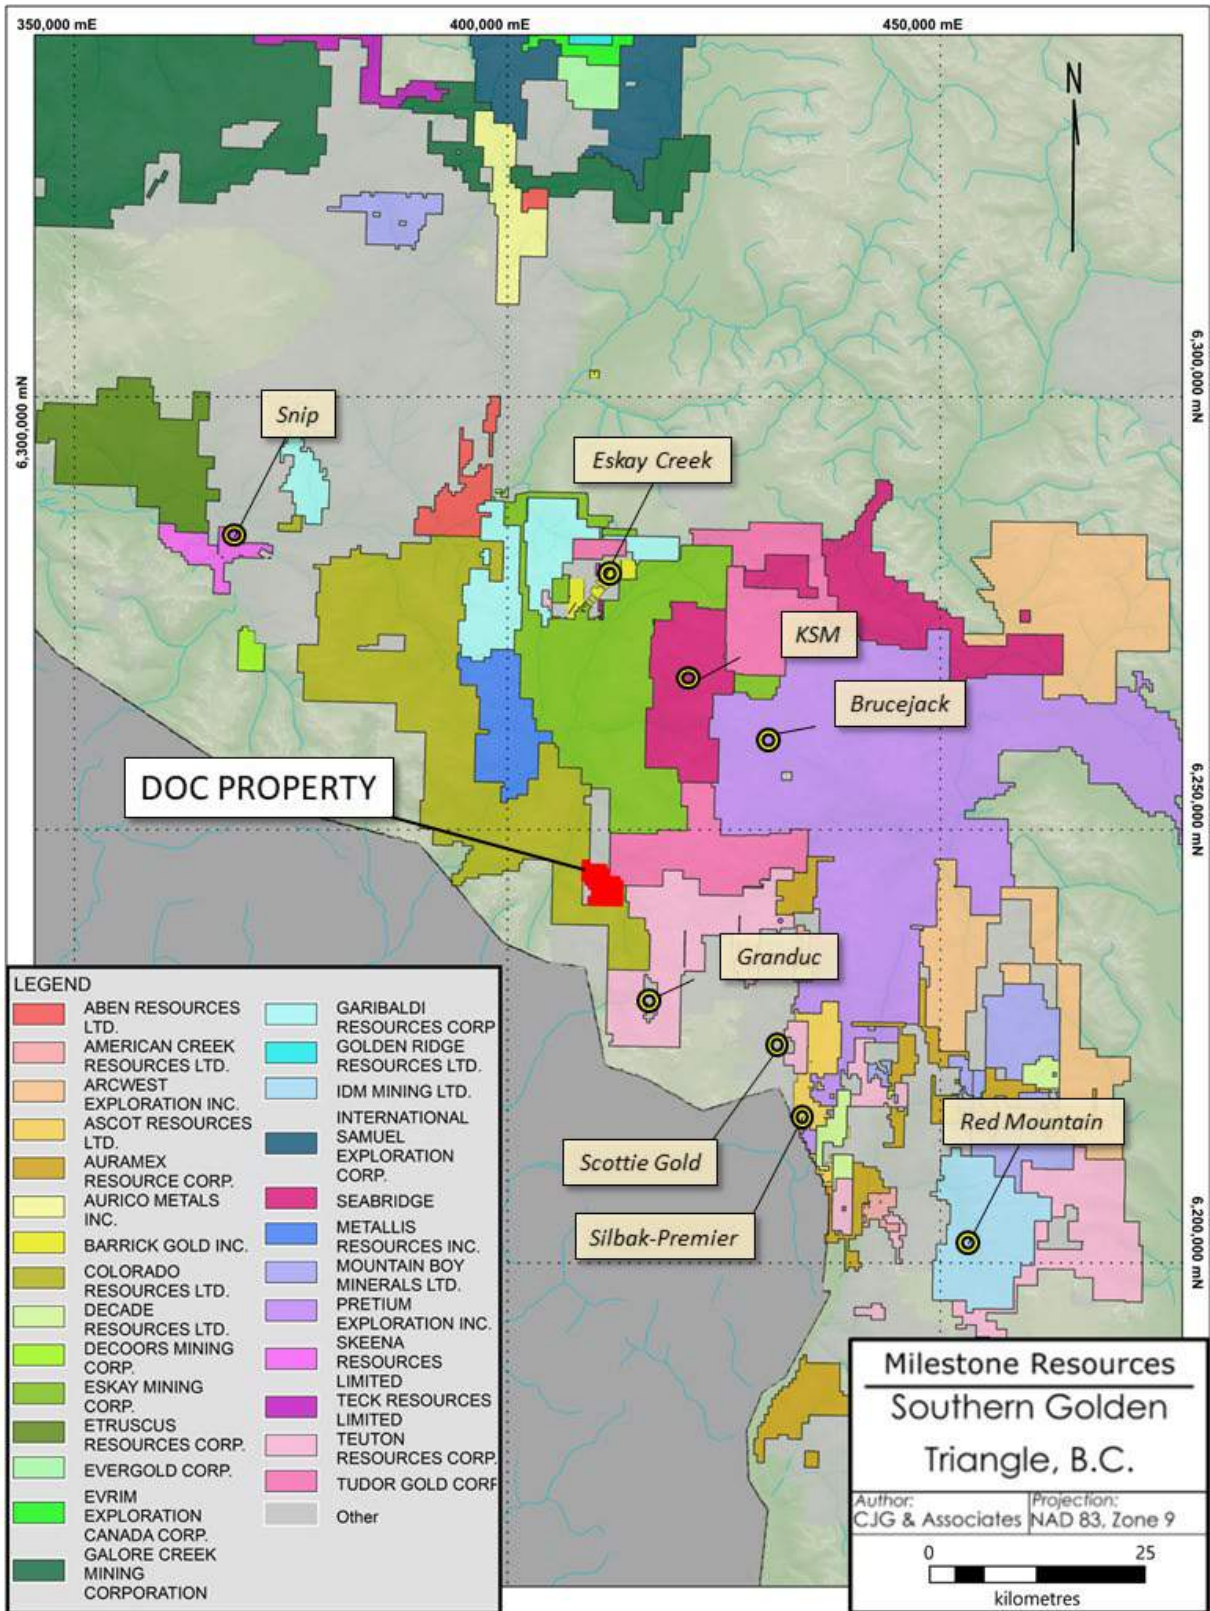 350,000 mE
400,000 mE
450,000 mE
N
6,300,000 mN
6,300,000 mN
Snip
Eskay Creek
KSM
Brucejack
DOC PROPERTY
6,250,000 mN
Granduc
Scottie Gold
Silbak-Premier
Red Mountain
6,200,000 mN
LEGEND
ABEN RESOURCES
LTD.
AMERICAN CREEK
RESOURCES LTD.
ARCWEST
EXPLORATION INC.
ASCOT RESOURCES
LTD.
AURAMEX
RESOURCE CORP.
AURICO METALS
INC.
BARRICK GOLD INC.
COLORADO
RESOURCES LTD.
DECADE
RESOURCES LTD.
DECOORS MINING
CORP.
ESKAY MINING
CORP.
ETRUSCUS
RESOURCES CORP.
EVERGOLD CORP.
EVRIM
EXPLORATION
CANADA CORP.
GALORE CREEK
MINING
CORPORATION
GARIBALDI
RESOURCES CORP
GOLDEN RIDGE
RESOURCES LTD.
IDM MINING LTD.
INTERNATIONAL
SAMUEL
EXPLORATION
CORP.
SEABRIDGE
METALLIS
RESOURCES INC.
MOUNTAIN BOY
MINERALS LTD.
PRETIUM
EXPLORATION INC.
SKEENA
RESOURCES
LIMITED
TECK RESOURCES
LIMITED
TEUTON
RESOURCES CORP.
TUDOR GOLD CORP
Other
Milestone Resources
Southern Golden
Triangle, B.C.
Author:
CJG & Associates
Projection:
NAD 83, Zone 9
0 25
kilometres